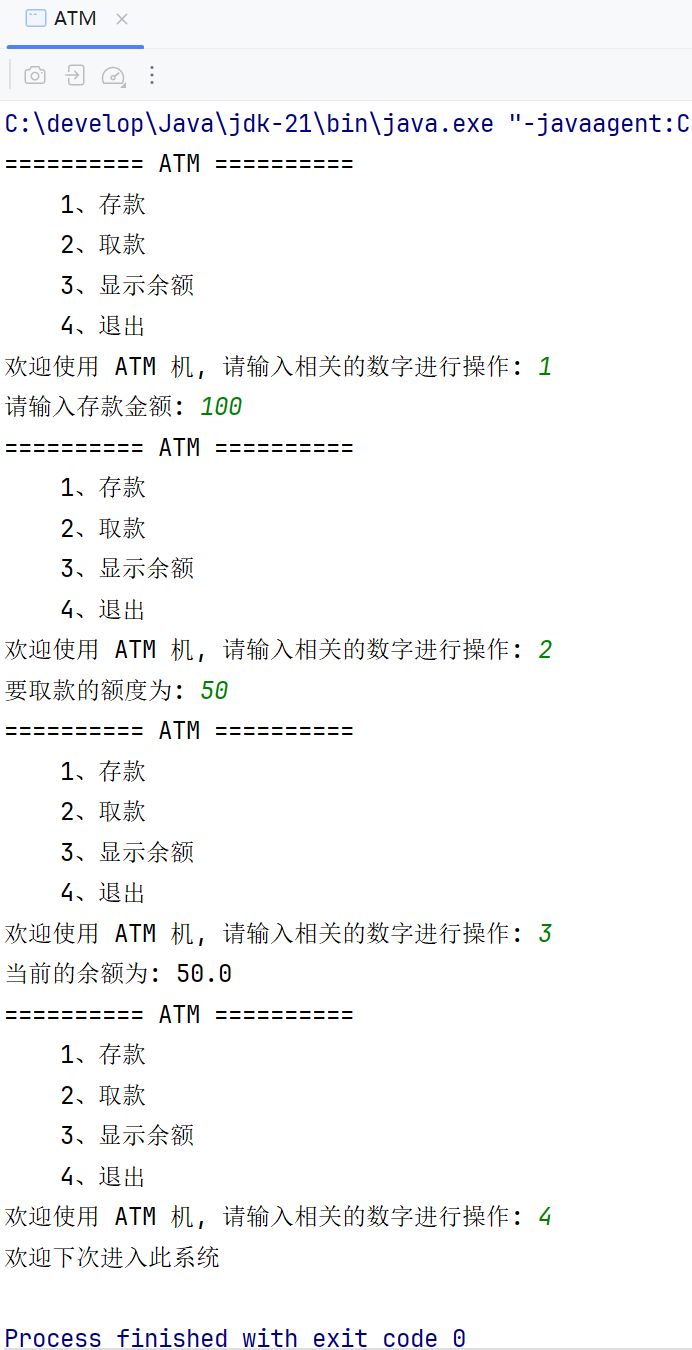 ATM
C:\develop\Java\jdk-21\bin\java.exe "-javaagent:C
========== ATM ==========
    1、存款
    2、取款
    3、显示余额
    4、退出
欢迎使用 ATM 机, 请输入相关的数字进行操作: 1
请输入存款金额: 100
========== ATM ==========
    1、存款
    2、取款
    3、显示余额
    4、退出
欢迎使用 ATM 机, 请输入相关的数字进行操作: 2
要取款的额度为: 50
========== ATM ==========
    1、存款
    2、取款
    3、显示余额
    4、退出
欢迎使用 ATM 机, 请输入相关的数字进行操作: 3
当前的余额为: 50.0
========== ATM ==========
    1、存款
    2、取款
    3、显示余额
    4、退出
欢迎使用 ATM 机, 请输入相关的数字进行操作: 4
欢迎下次进入此系统
Process finished with exit code 0